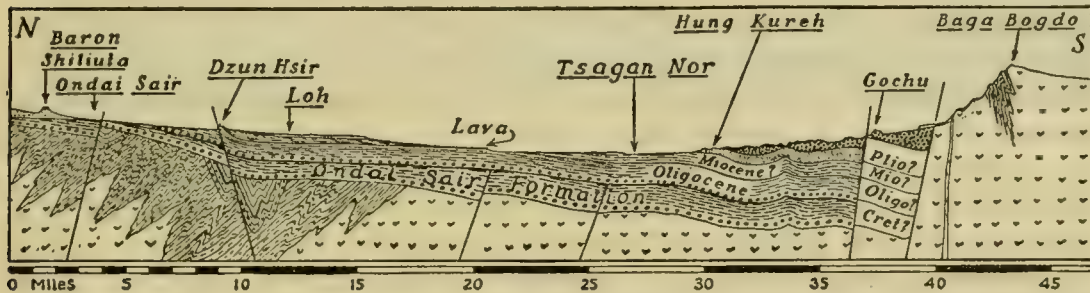 N
Baron
Shiliuta
Ondai Sair
Dzun Hsir
Loh
Lava
Tsagan Nor
Hung Kureh
Gochu
Baga Bogdo
S
Miocene?
Oligocene
Ondai Sair Formation
Plio?
Mio?
Oligo?
Cret?
0 Miles 5 10 15 20 25 30 35 40 45